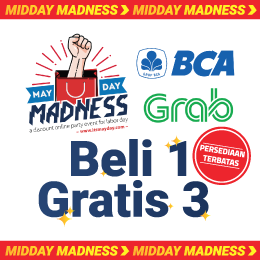 MIDDAY MADNESS MIDDAY MADNESS
MAY DAY
MADNESS
a discount online party event for labor day
www.itsmayday.com
BCA
Grab
Beli 1
PERSEDIAAN
TERBATAS
Gratis 3
MIDDAY MADNESS MIDDAY MADNESS